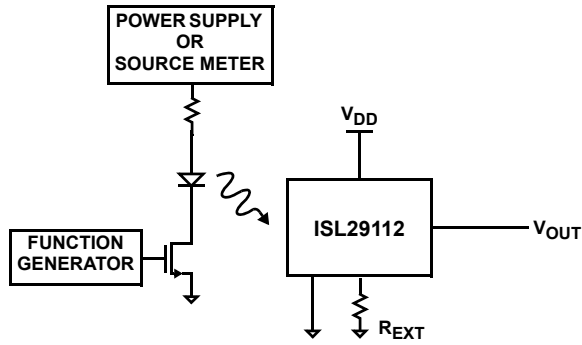 POWER SUPPLY
OR
SOURCE METER
VDD
ISL29112
VOUT
FUNCTION
GENERATOR
REXT